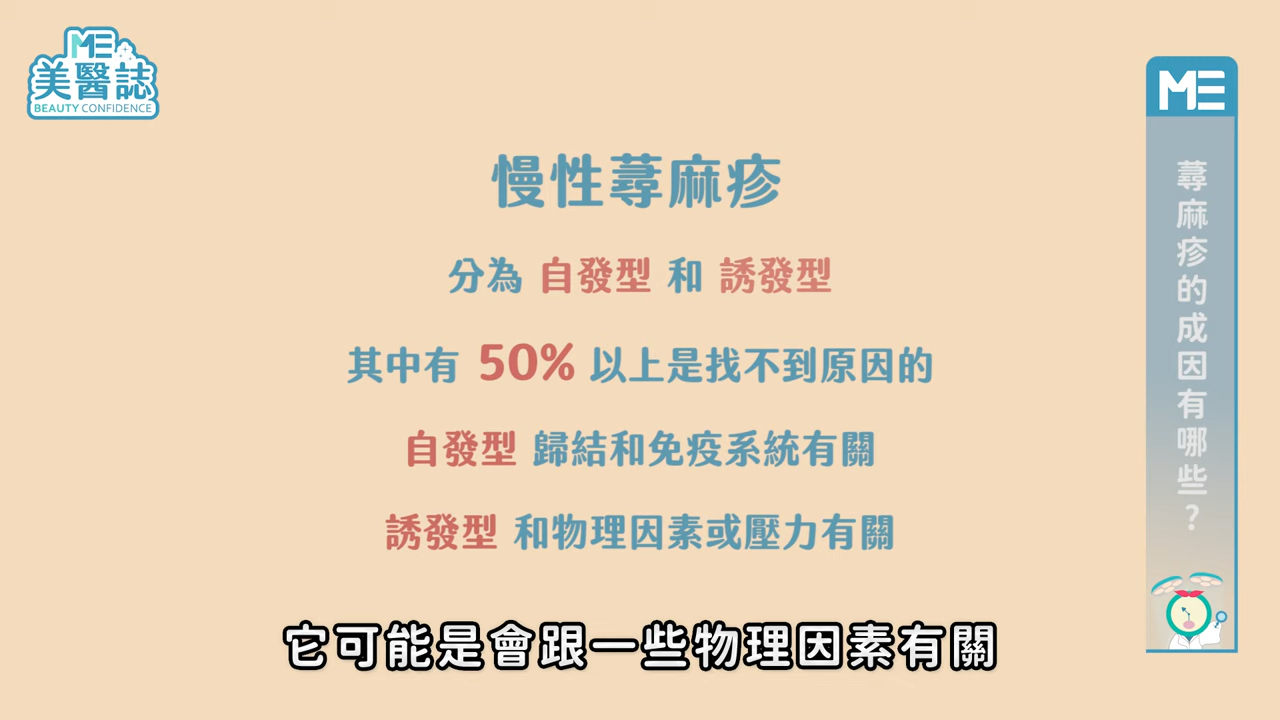 ME
美醫誌
BEAUTY CONFIDENCE
ME
蕁麻疹的成因有哪些?
慢性蕁麻疹
分為 自發型 和 誘發型
其中有 50% 以上是找不到原因的
自發型 歸結和免疫系統有關
誘發型 和物理因素或壓力有關
它可能是會跟一些物理因素有關